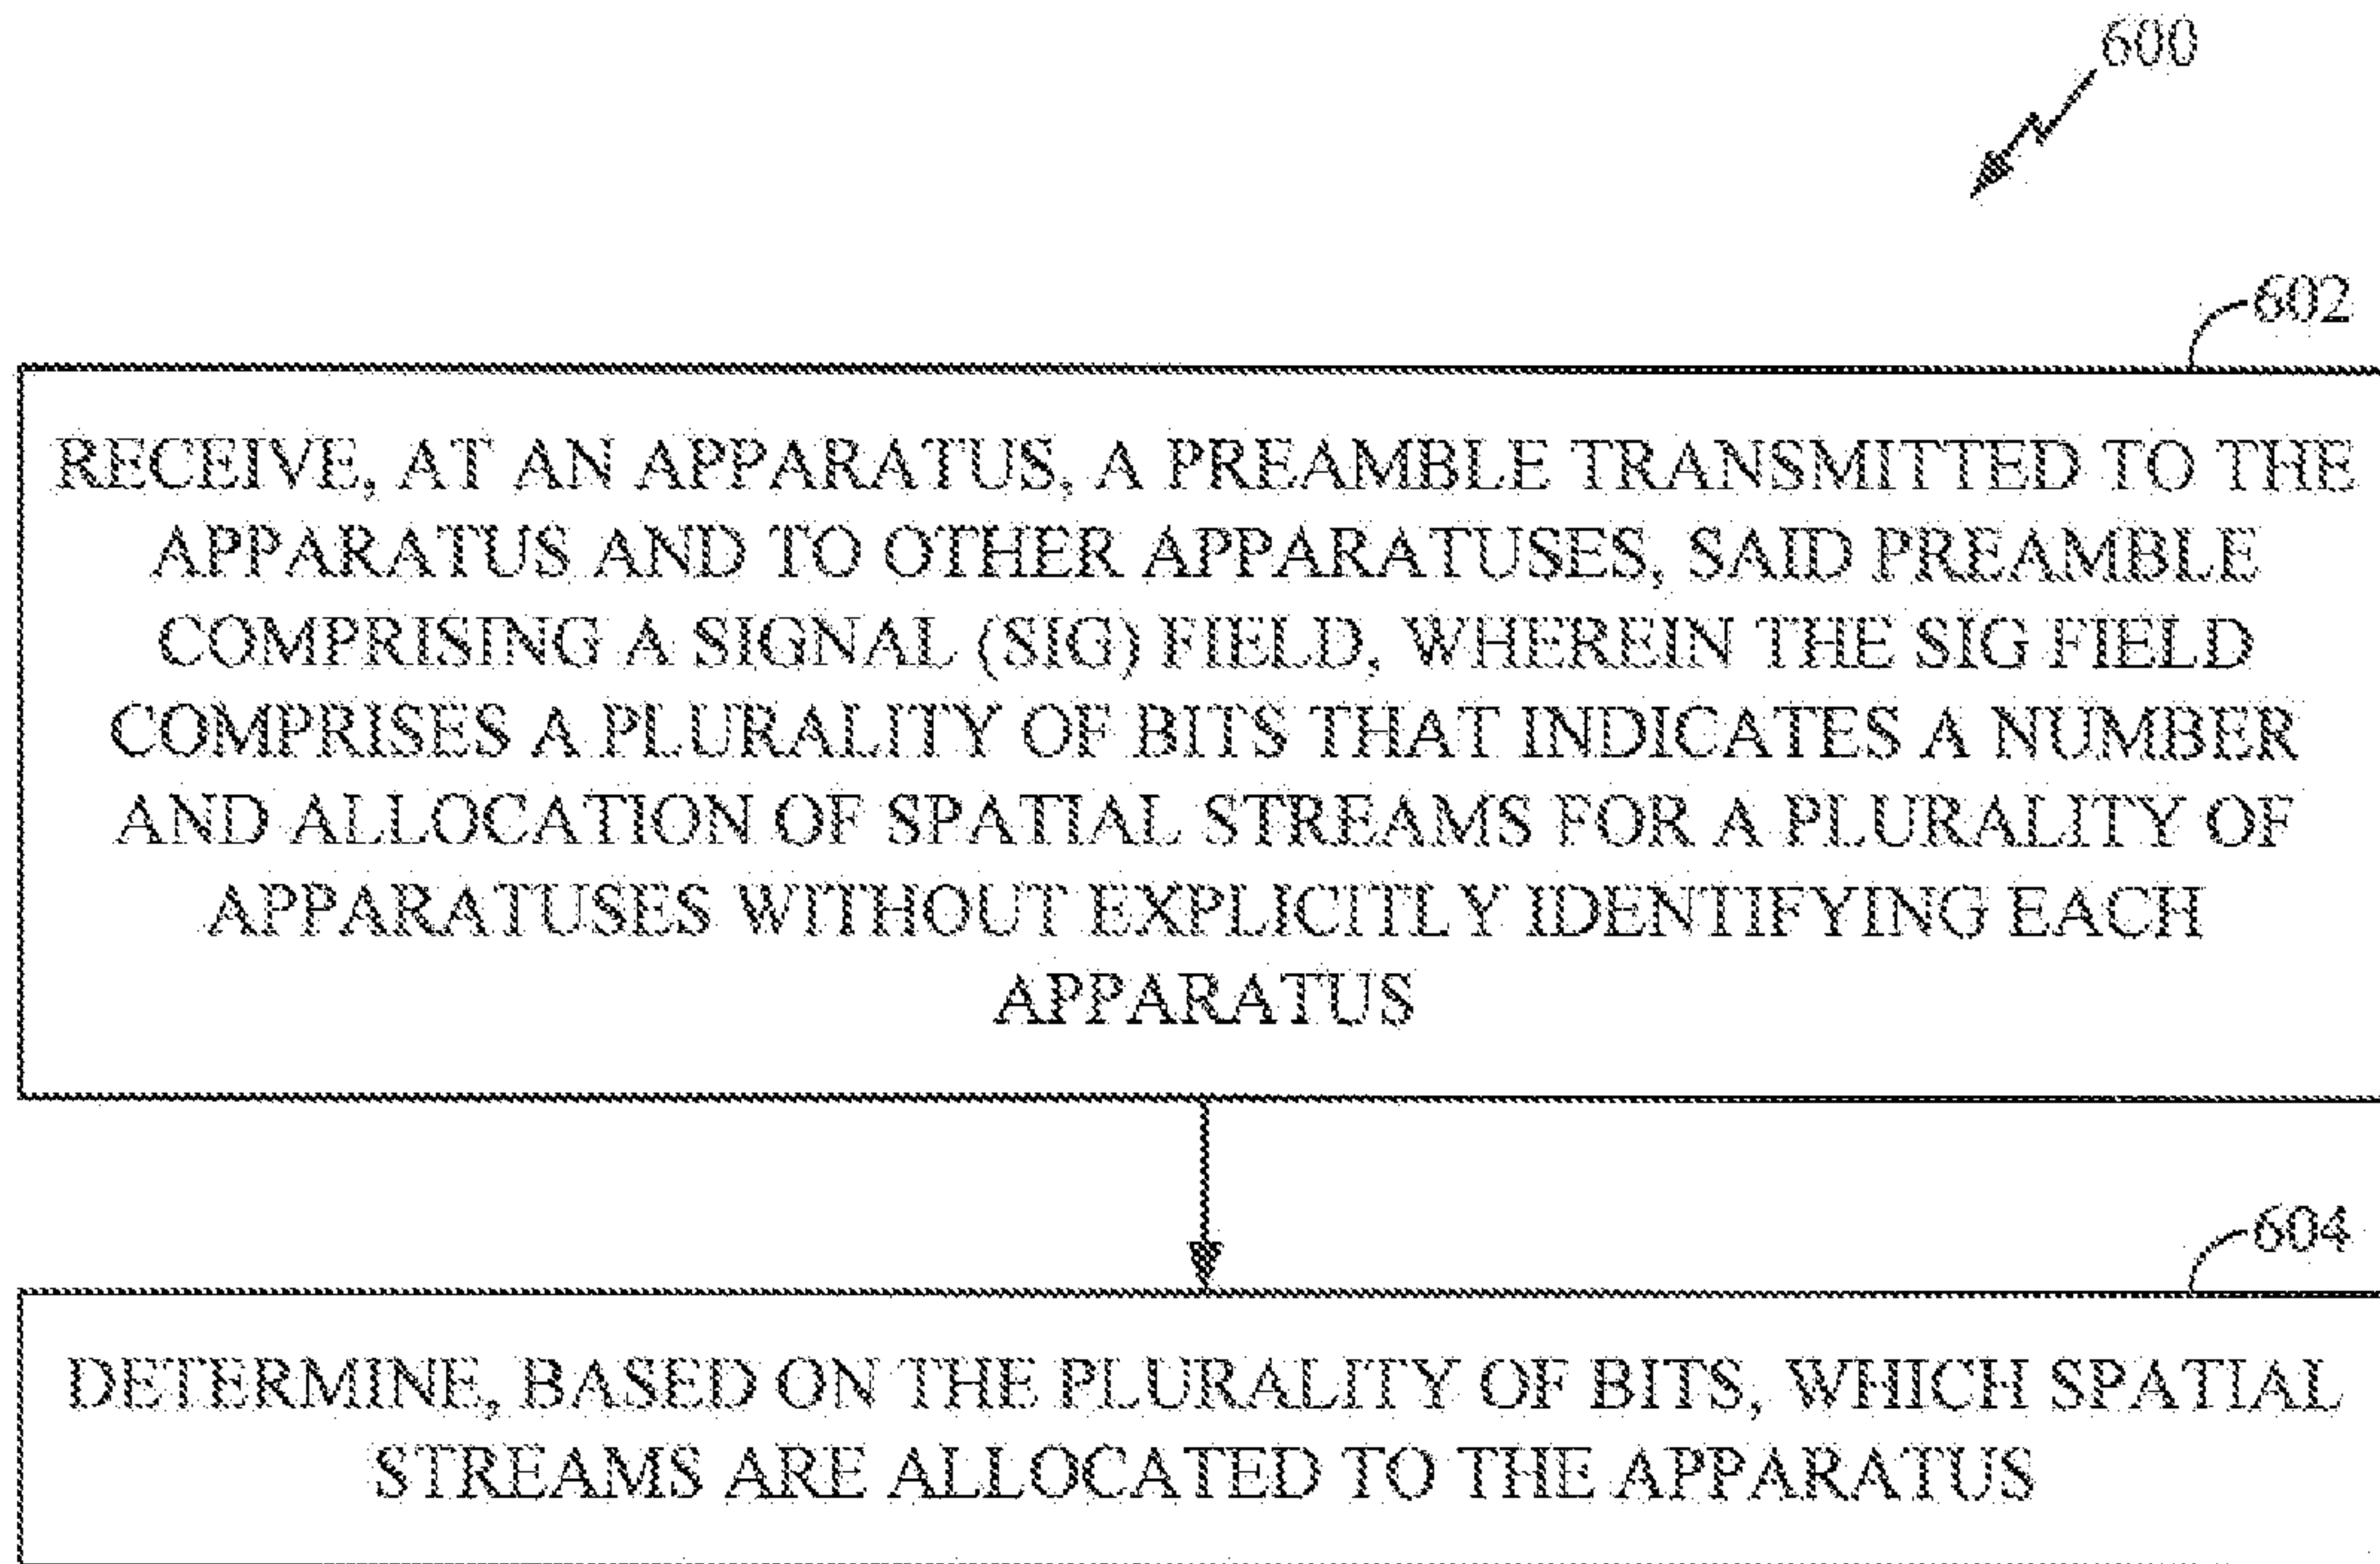 600
602
RECEIVE, AT AN APPARATUS, A PREAMBLE TRANSMITTED TO THE
APPARATUS AND TO OTHER APPARATUSES, SAID PREAMBLE
COMPRISING A SIGNAL (SIG) FIELD, WHEREIN THE SIG FIELD
COMPRISES A PLURALITY OF BITS THAT INDICATES A NUMBER
AND ALLOCATION OF SPATIAL STREAMS FOR A PLURALITY OF
APPARATUSES WITHOUT EXPLICITLY IDENTIFYING EACH
APPARATUS
604
DETERMINE, BASED ON THE PLURALITY OF BITS, WHICH SPATIAL
STREAMS ARE ALLOCATED TO THE APPARATUS